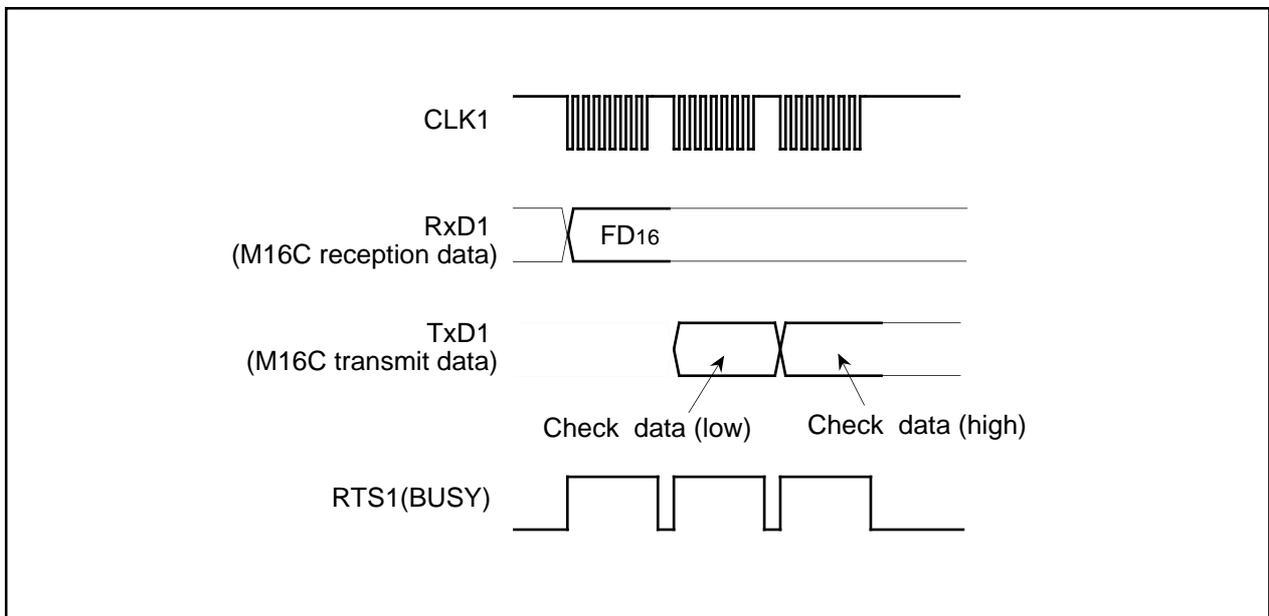 CLK1
RxD1
(M16C reception data)
FD16
TxD1
(M16C transmit data)
Check data (low)
Check data (high)
RTS1(BUSY)